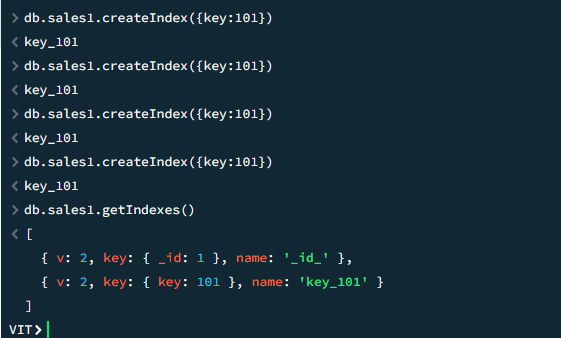 > db.sales1.createIndex({key:101})
< key_101
> db.sales1.createIndex({key:101})
< key_101
> db.sales1.createIndex({key:101})
< key_101
> db.sales1.createIndex({key:101})
< key_101
> db.sales1.getIndexes()
< [
{ v: 2, key: { _id: 1 }, name: '_id_' },
{ v: 2, key: { key: 101 }, name: 'key_101' }
]
VIT>